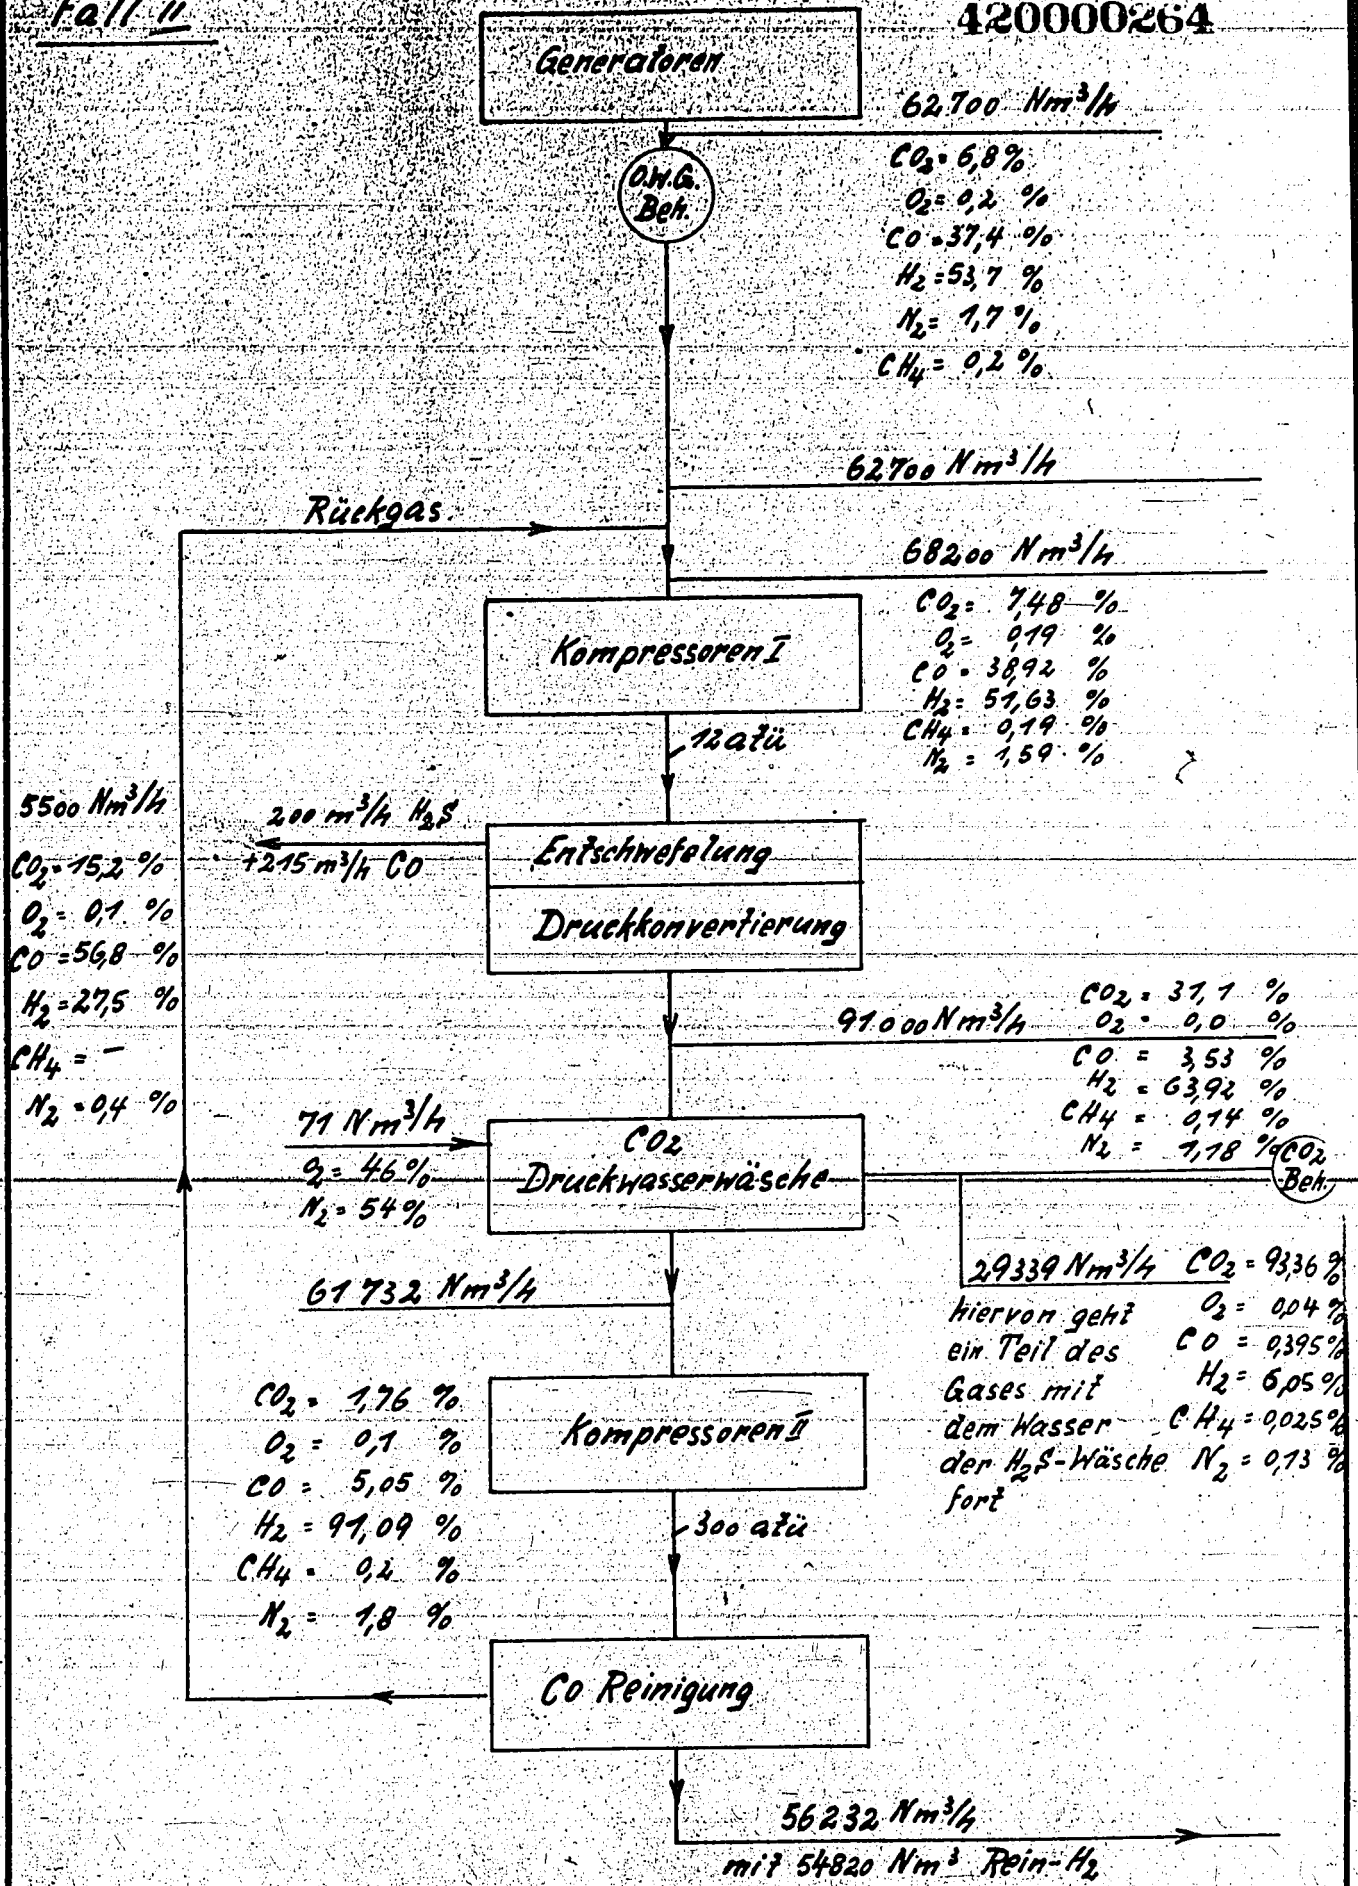 Fall II
420000264
Generatoren
62700 Nm³/h
O.W.G.
Beh.
CO₂ = 6,8 %
O₂ = 0,2 %
CO = 37,4 %
H₂ = 53,7 %
N₂ = 1,7 %
CH₄ = 0,2 %
62700 Nm³/h
Rückgas
68200 Nm³/h
CO₂ = 7,48 %
O₂ = 0,19 %
CO = 38,92 %
H₂ = 51,63 %
CH₄ = 0,19 %
N₂ = 1,59 %
Kompressoren I
12 atü
5500 Nm³/h
CO₂ = 15,2 %
O₂ = 0,1 %
CO = 56,8 %
H₂ = 27,5 %
CH₄ = —
N₂ = 0,4 %
200 m³/h H₂S
+215 m³/h CO
Entschwefelung
Druckkonvertierung
91000 Nm³/h
CO₂ = 31,1 %
O₂ = 0,0 %
CO = 3,53 %
H₂ = 63,92 %
CH₄ = 0,14 %
N₂ = 1,18 %
71 Nm³/h
O₂ = 46 %
N₂ = 54 %
CO₂
Druckwasserwäsche
CO₂
Beh.
61732 Nm³/h
29339 Nm³/h
hiervon geht
ein Teil des
Gases mit
dem Wasser
der H₂S-Wäsche
fort
CO₂ = 93,36 %
O₂ = 0,04 %
CO = 0,395 %
H₂ = 6,05 %
CH₄ = 0,025 %
N₂ = 0,13 %
CO₂ = 1,76 %
O₂ = 0,1 %
CO = 5,05 %
H₂ = 91,09 %
CH₄ = 0,2 %
N₂ = 1,8 %
Kompressoren II
300 atü
Co Reinigung
56232 Nm³/h
mit 54820 Nm³ Rein-H₂